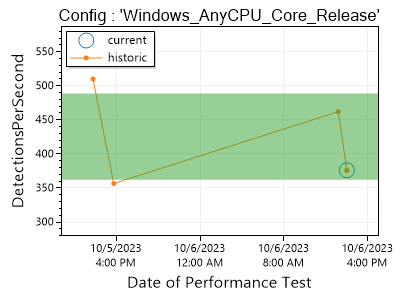 Config : 'Windows_AnyCPU_Core_Release'
current
historic
DetectionsPerSecond
550
500
450
400
350
300
10/5/2023
4:00 PM
10/6/2023
12:00 AM
10/6/2023
8:00 AM
10/6/2023
4:00 PM
Date of Performance Test